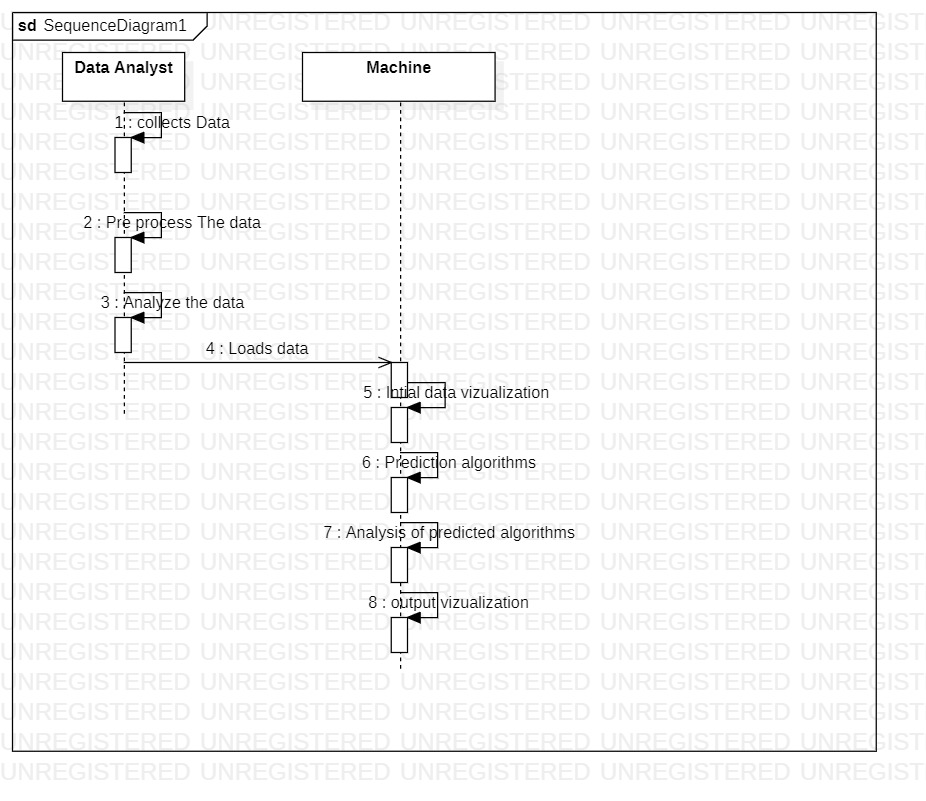 sd SequenceDiagram1
Data Analyst
Machine
1 : collects Data
2 : Pre process The data
3 : Analyze the data
4 : Loads data
5 : Intial data vizualization
6 : Prediction algorithms
7 : Analysis of predicted algorithms
8 : output vizualization
UNREGISTERED